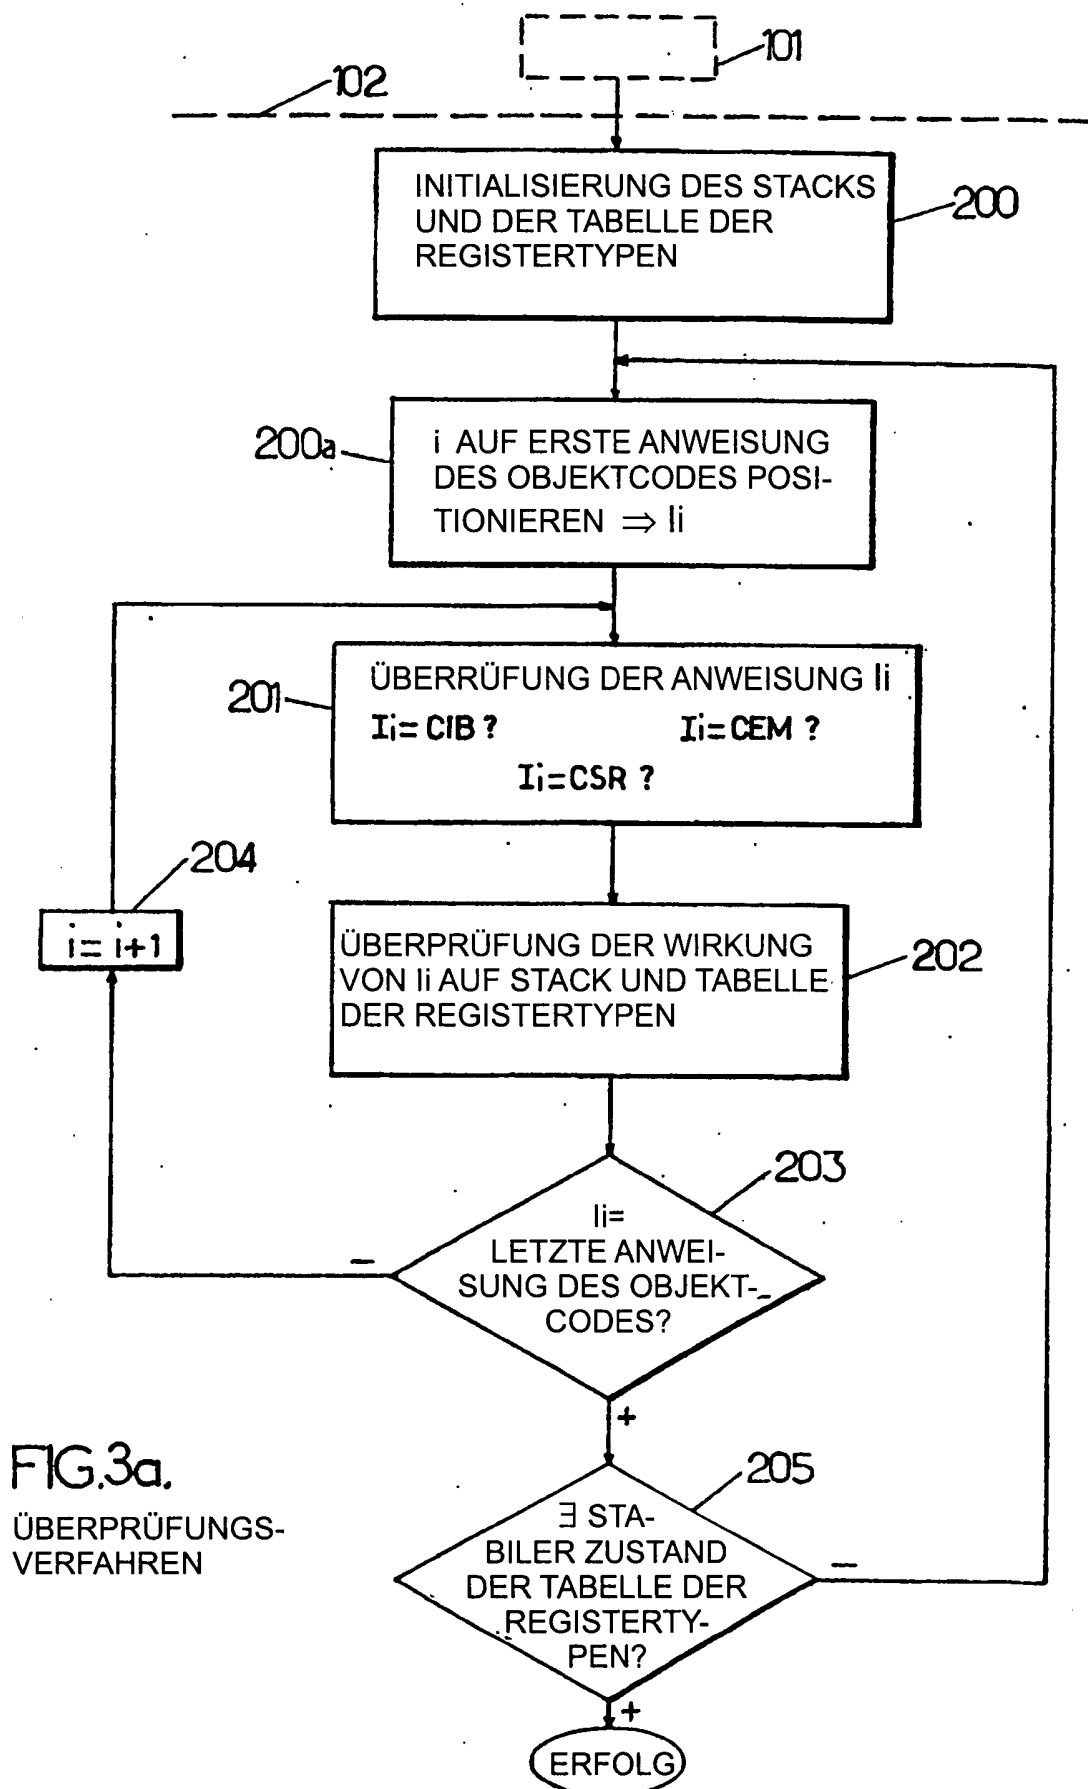 101
102
INITIALISIERUNG DES STACKS
UND DER TABELLE DER
REGISTERTYPEN
200
200a
i AUF ERSTE ANWEISUNG
DES OBJEKTCODES POSI-
TIONIEREN ⇒ Ii
201
ÜBERRÜFUNG DER ANWEISUNG Ii
Ii=CIB ? Ii=CEM ?
Ii=CSR ?
204
i= i+1
ÜBERPRÜFUNG DER WIRKUNG
VON Ii AUF STACK UND TABELLE
DER REGISTERTYPEN
202
203
Ii=
LETZTE ANWEI-
SUNG DES OBJEKT-
CODES?
–
+
FIG.3a.
ÜBERPRÜFUNGS-
VERFAHREN
205
∃ STA-
BILER ZUSTAND
DER TABELLE DER
REGISTERTY-
PEN?
–
+
ERFOLG